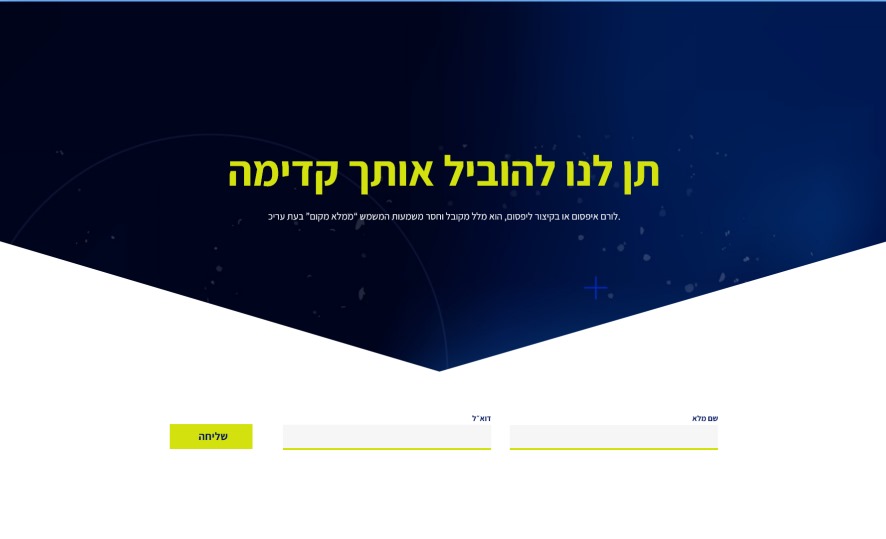 תן לנו להוביל אותך קדימה
לורם איפסום או בקיצור ליפסום, הוא מלל מקובל וחסר משמעות המשמש "ממלא מקום" בעת עריכ.
שם מלא
דוא״ל
שליחה